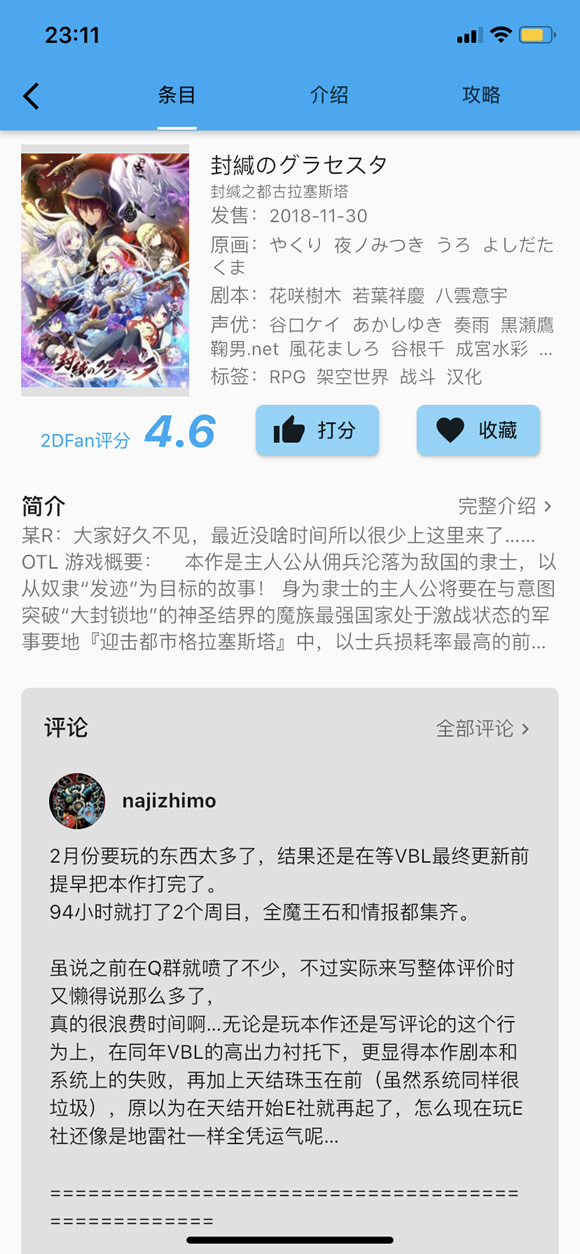 23:11
条目
介绍
攻略
封緘のグラセスタ
封緘のグラセスタ
封缄之都古拉塞斯塔
发售：2018-11-30
原画：やくり 夜ノみつき うろ よしだた
くま
剧本：花咲樹木 若葉祥慶 八雲意宇
声优：谷口ケイ あかしゆき 奏雨 黒瀬鷹
鞠男.net 風花ましろ 谷根千 成宮水彩 ...
标签：RPG 架空世界 战斗 汉化
2DFan评分 4.6
打分
收藏
简介
完整介绍 >
某R：大家好久不见，最近没啥时间所以很少上这里来了……
OTL 游戏概要： 本作是主人公从佣兵沦落为敌国的隶士，以
从奴隶“发迹”为目标的故事！ 身为隶士的主人公将要在与意图
突破“大封锁地”的神圣结界的魔族最强国家处于激战状态的军
事要地『迎击都市格拉塞斯塔』中，以士兵损耗率最高的前...
评论
全部评论 >
najizhimo
2月份要玩的东西太多了，结果还是在等VBL最终更新前
提早把本作打完了。
94小时就打了2个周目，全魔王石和情报都集齐。
虽说之前在Q群就喷了不少，不过实际来写整体评价时
又懒得说那么多了，
真的很浪费时间啊...无论是玩本作还是写评论的这个行
为上，在同年VBL的高出力衬托下，更显得本作剧本和
系统上的失败，再加上天结珠玉在前（虽然系统同样很
垃圾），原以为在天结开始E社就再起了，怎么现在玩E
社还像是地雷社一样全凭运气呢...
=====================================
=============